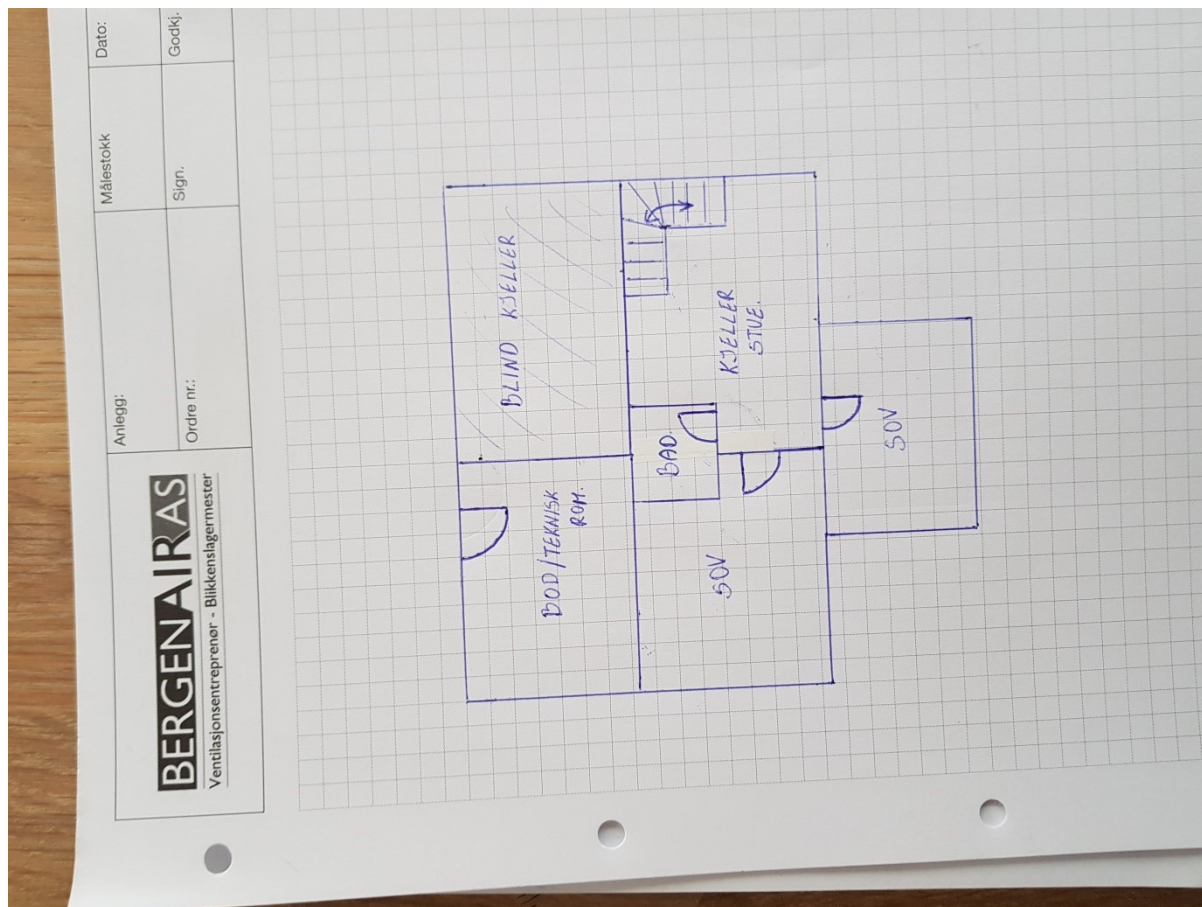 BERGENAIRAS
Ventilasjonsentreprenør - Blikkenslagermester
Anlegg:
Målestokk
Dato:
Ordre nr.:
Sign.
Godkj.
BOD/TEKNISK
ROM.
BLIND KJELLER
SOV
BAD.
KJELLER
STUE.
SOV